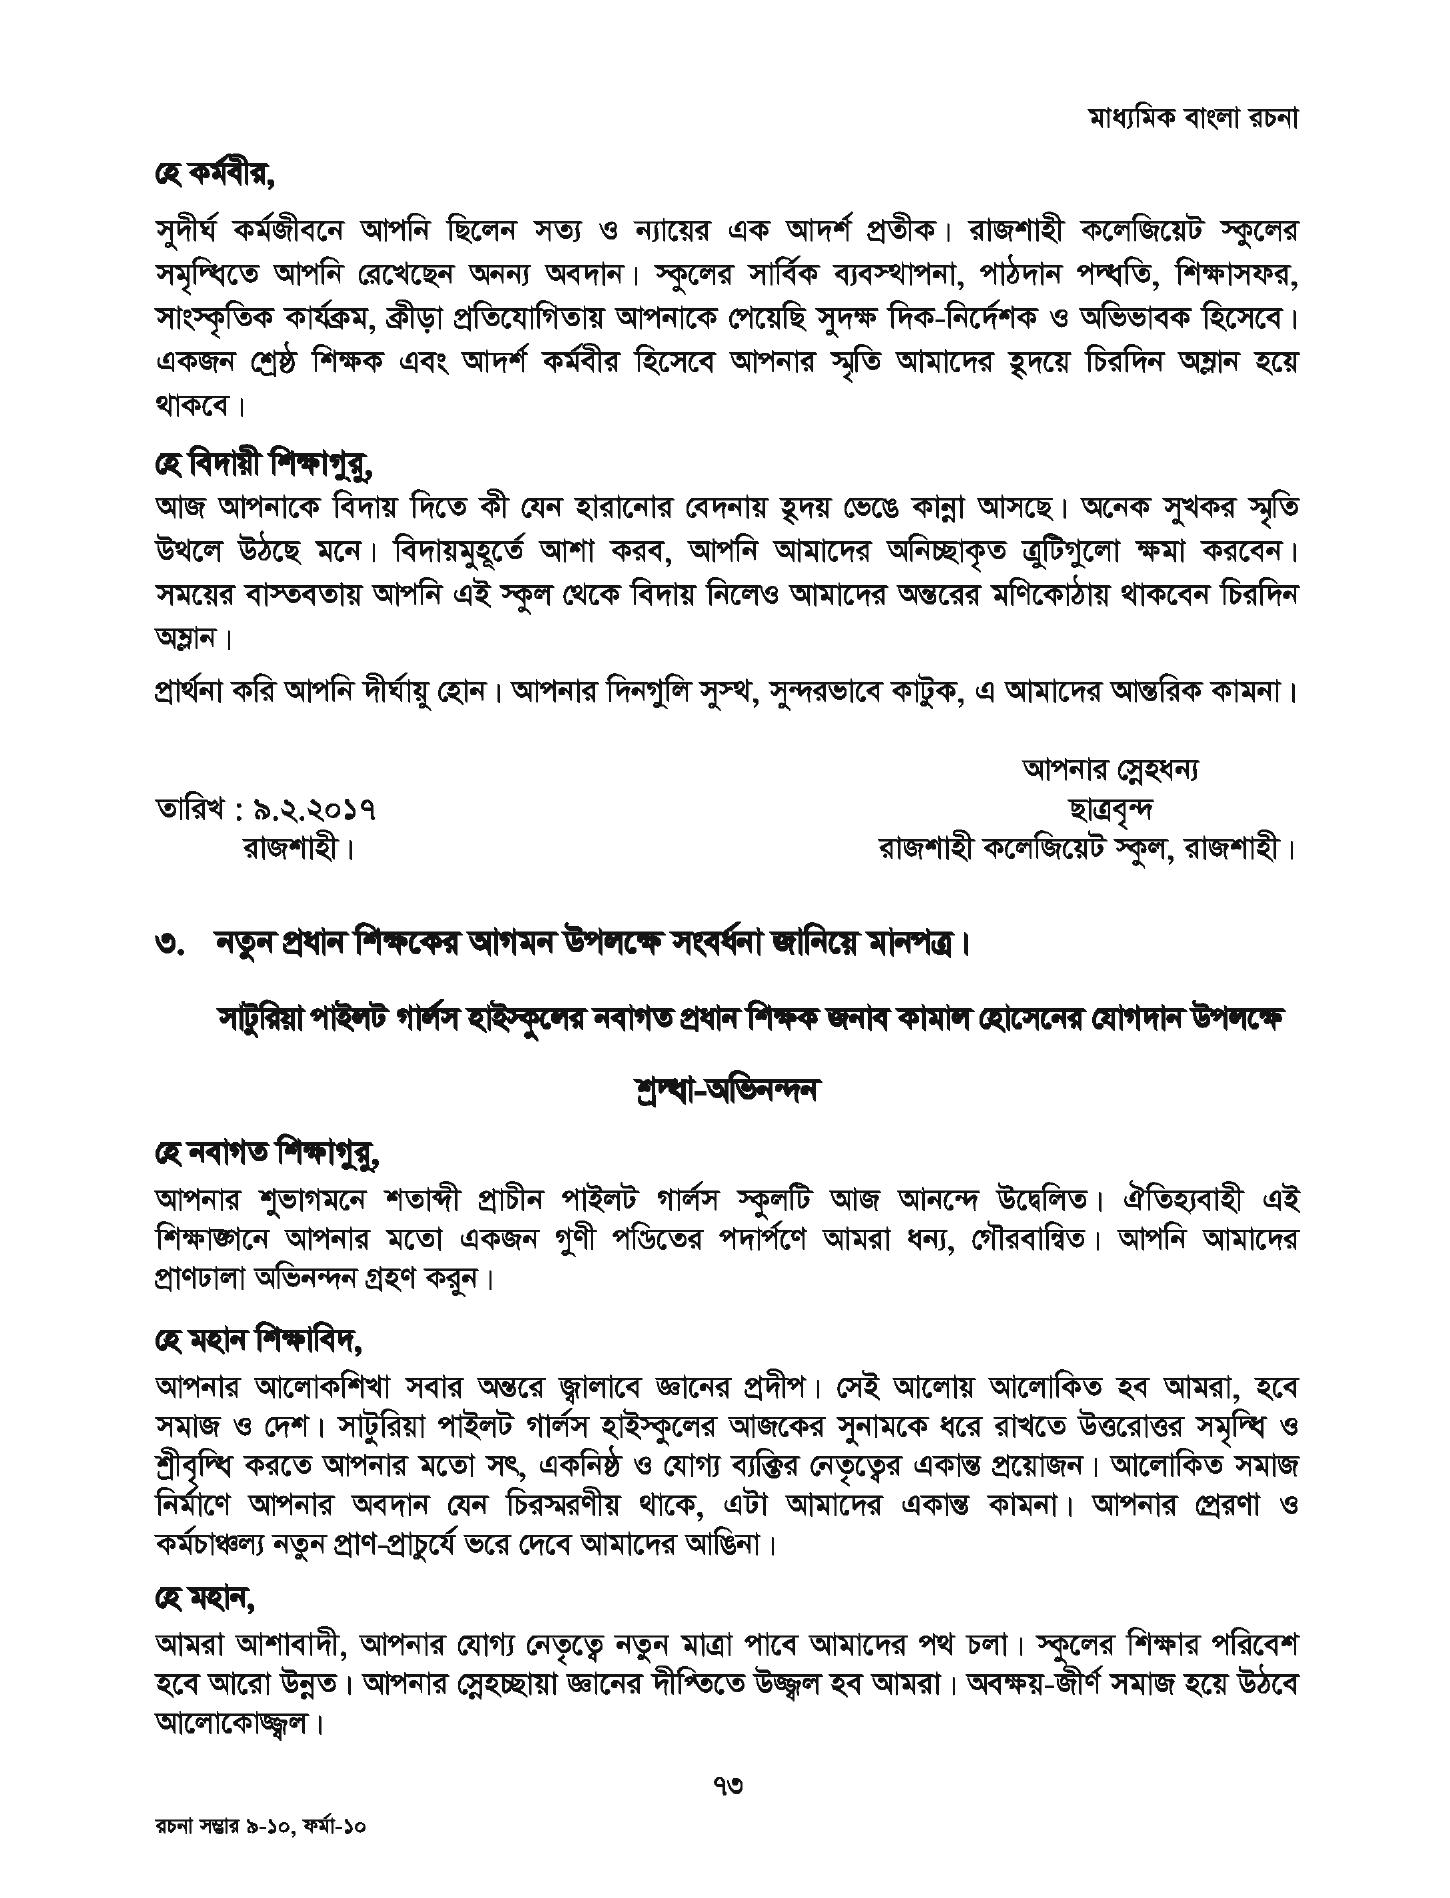 মাধ্যমিক বাংলা রচনা
হে কর্মবীর,
সুদীর্ঘ কর্মজীবনে আপনি ছিলেন সত্য ও ন্যায়ের এক আদর্শ প্রতীক। রাজশাহী কলেজিয়েট স্কুলের
সমৃদ্ধিতে আপনি রেখেছেন অনন্য অবদান। স্কুলের সার্বিক ব্যবস্থাপনা, পাঠদান পদ্ধতি, শিক্ষাসফর,
সাংস্কৃতিক কার্যক্রম, ক্রীড়া প্রতিযোগিতায় আপনাকে পেয়েছি সুদক্ষ দিক-নির্দেশক ও অভিভাবক হিসেবে।
একজন শ্রেষ্ঠ শিক্ষক এবং আদর্শ কর্মবীর হিসেবে আপনার স্মৃতি আমাদের হৃদয়ে চিরদিন অম্লান হয়ে
থাকবে।
হে বিদায়ী শিক্ষাগুরু,
আজ আপনাকে বিদায় দিতে কী যেন হারানোর বেদনায় হৃদয় ভেঙে কান্না আসছে। অনেক সুখকর স্মৃতি
উথলে উঠছে মনে। বিদায়মুহূর্তে আশা করব, আপনি আমাদের অনিচ্ছাকৃত ত্রুটিগুলো ক্ষমা করবেন।
সময়ের বাস্তবতায় আপনি এই স্কুল থেকে বিদায় নিলেও আমাদের অন্তরের মণিকোঠায় থাকবেন চিরদিন
অম্লান।
প্রার্থনা করি আপনি দীর্ঘায়ু হোন। আপনার দিনগুলি সুস্থ, সুন্দরভাবে কাটুক, এ আমাদের আন্তরিক কামনা।
আপনার স্নেহধন্য
তারিখ : ৯.২.২০১৭ ছাত্রবৃন্দ
রাজশাহী। রাজশাহী কলেজিয়েট স্কুল, রাজশাহী।
৩. নতুন প্রধান শিক্ষকের আগমন উপলক্ষে সংবর্ধনা জানিয়ে মানপত্র।
সাটুরিয়া পাইলট গার্লস হাইস্কুলের নবাগত প্রধান শিক্ষক জনাব কামাল হোসেনের যোগদান উপলক্ষে
শ্রদ্ধা-অভিনন্দন
হে নবাগত শিক্ষাগুরু,
আপনার শুভাগমনে শতাব্দী প্রাচীন পাইলট গার্লস স্কুলটি আজ আনন্দে উদ্বেলিত। ঐতিহ্যবাহী এই
শিক্ষাঙ্গনে আপনার মতো একজন গুণী পণ্ডিতের পদার্পণে আমরা ধন্য, গৌরবান্বিত। আপনি আমাদের
প্রাণঢালা অভিনন্দন গ্রহণ করুন।
হে মহান শিক্ষাবিদ,
আপনার আলোকশিখা সবার অন্তরে জ্বালাবে জ্ঞানের প্রদীপ। সেই আলোয় আলোকিত হব আমরা, হবে
সমাজ ও দেশ। সাটুরিয়া পাইলট গার্লস হাইস্কুলের আজকের সুনামকে ধরে রাখতে উত্তরোত্তর সমৃদ্ধি ও
শ্রীবৃদ্ধি করতে আপনার মতো সৎ, একনিষ্ঠ ও যোগ্য ব্যক্তির নেতৃত্বের একান্ত প্রয়োজন। আলোকিত সমাজ
নির্মাণে আপনার অবদান যেন চিরস্মরণীয় থাকে, এটা আমাদের একান্ত কামনা। আপনার প্রেরণা ও
কর্মচাঞ্চল্য নতুন প্রাণ-প্রাচুর্যে ভরে দেবে আমাদের আঙিনা।
হে মহান,
আমরা আশাবাদী, আপনার যোগ্য নেতৃত্বে নতুন মাত্রা পাবে আমাদের পথ চলা। স্কুলের শিক্ষার পরিবেশ
হবে আরো উন্নত। আপনার স্নেহচ্ছায়া জ্ঞানের দীপ্তিতে উজ্জ্বল হব আমরা। অবক্ষয়-জীর্ণ সমাজ হয়ে উঠবে
আলোকোজ্জ্বল।
৭৩
রচনা সম্ভার ৯-১০, ফর্মা-১০